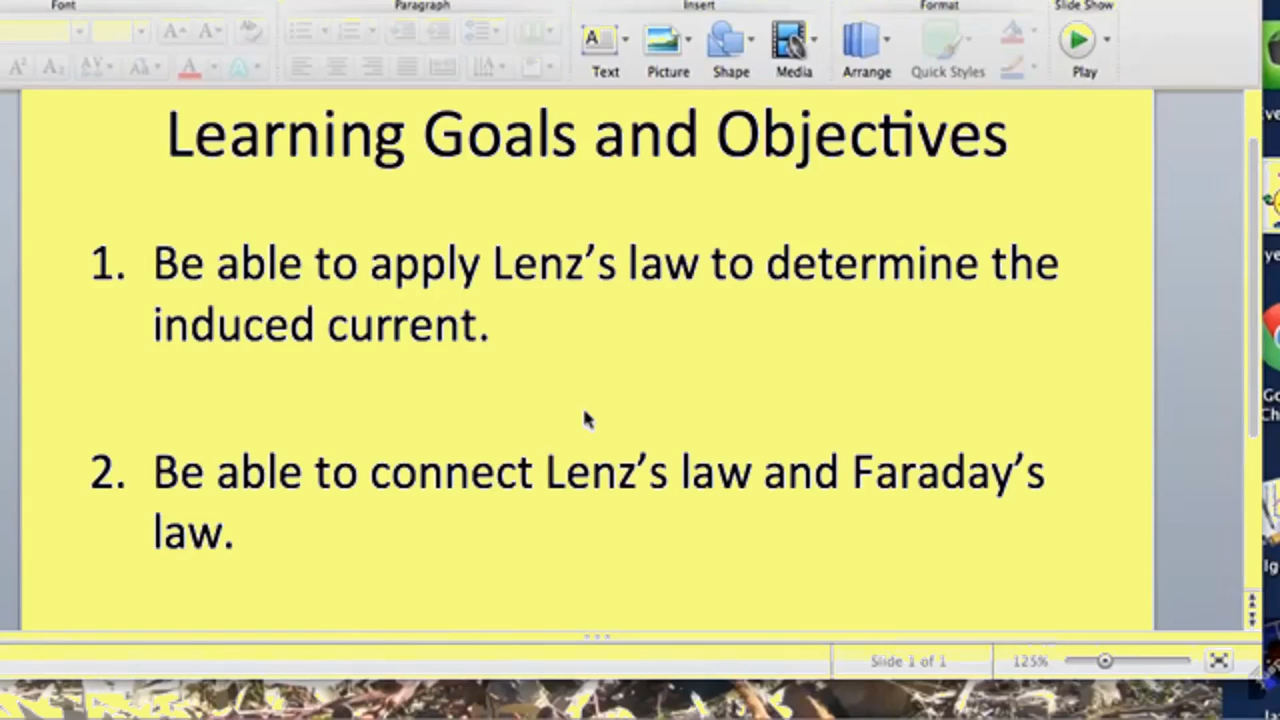 Font Paragraph Insert Format Slide Show
Text Picture Shape Media Arrange Quick Styles Play
Learning Goals and Objectives
1. Be able to apply Lenz’s law to determine the
induced current.
2. Be able to connect Lenz’s law and Faraday’s
law.
Slide 1 of 1 125%